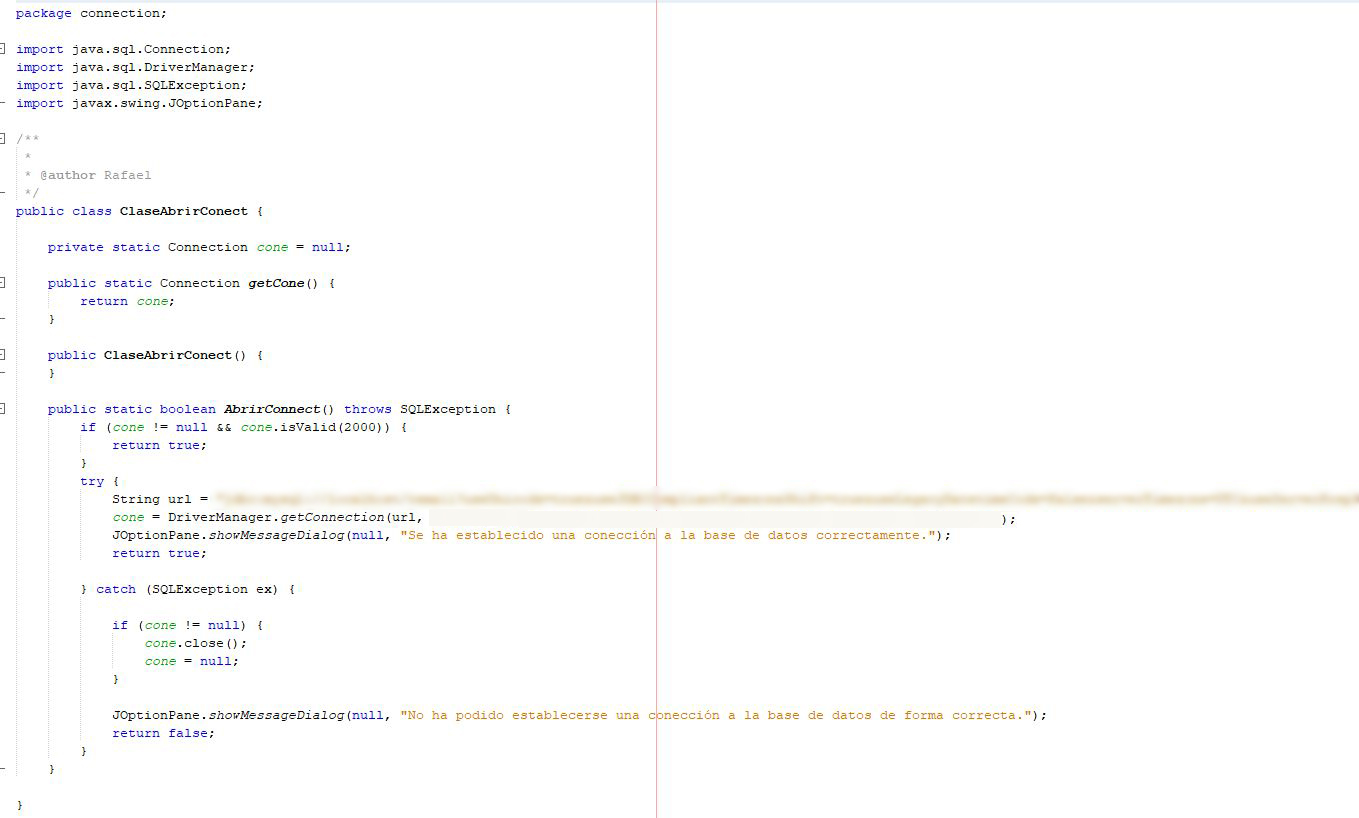 package connection;
import java.sql.Connection;
import java.sql.DriverManager;
import java.sql.SQLException;
import javax.swing.JOptionPane;
/**
*
* @author Rafael
*/
public class ClaseAbrirConect {
private static Connection cone = null;
public static Connection getCone() {
return cone;
}
public ClaseAbrirConect() {
}
public static boolean AbrirConnect() throws SQLException {
if (cone != null && cone.isValid(2000)) {
return true;
}
try {
String url =
cone = DriverManager.getConnection(url, );
JOptionPane.showMessageDialog(null, "Se ha establecido una conección a la base de datos correctamente.");
return true;
} catch (SQLException ex) {
if (cone != null) {
cone.close();
cone = null;
}
JOptionPane.showMessageDialog(null, "No ha podido establecerse una conección a la base de datos de forma correcta.");
return false;
}
}
}